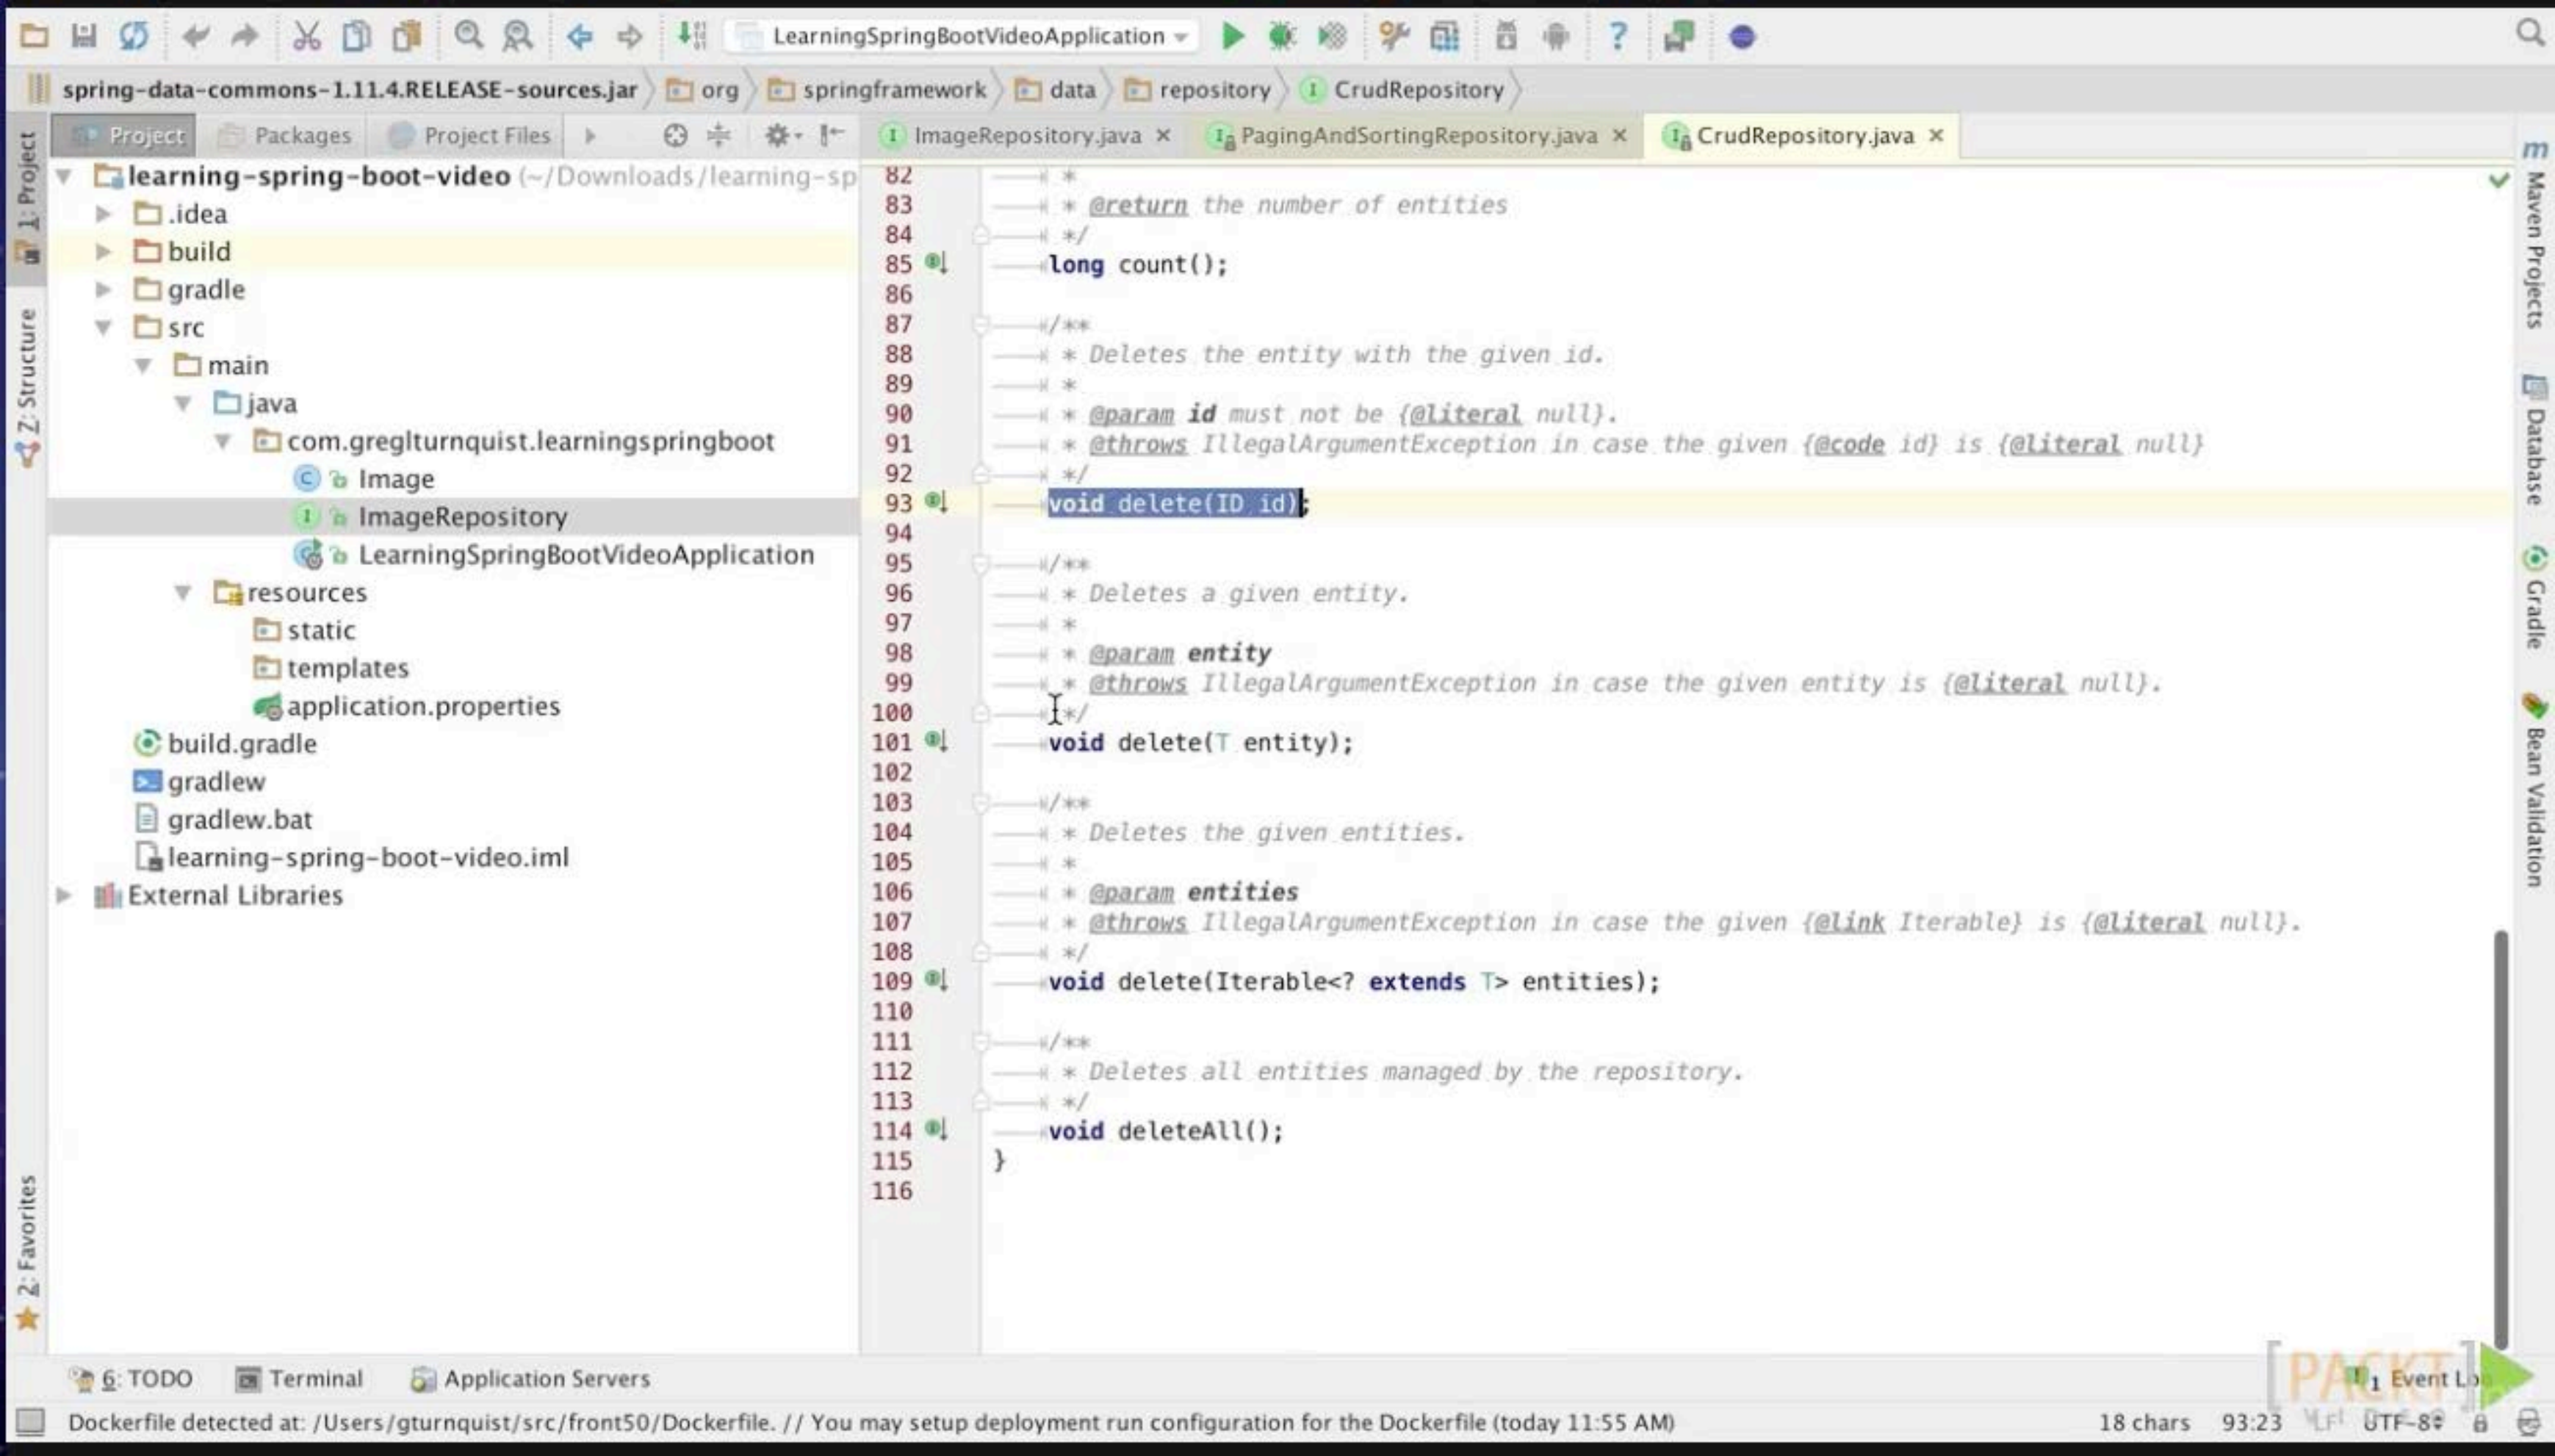 LearningSpringBootVideoApplication
spring-data-commons-1.11.4.RELEASE-sources.jar org springframework data repository CrudRepository
Project Packages Project Files
ImageRepository.java PagingAndSortingRepository.java CrudRepository.java
1: Project
Z: Structure
2: Favorites
learning-spring-boot-video (~/Downloads/learning-sp
.idea
build
gradle
src
main
java
com.greglturnquist.learningspringboot
Image
ImageRepository
LearningSpringBootVideoApplication
resources
static
templates
application.properties
build.gradle
gradlew
gradlew.bat
learning-spring-boot-video.iml
External Libraries
82 *
83 * @return the number of entities
84 */
85 long count();
86
87 /**
88 * Deletes the entity with the given id.
89 *
90 * @param id must not be {@literal null}.
91 * @throws IllegalArgumentException in case the given {@code id} is {@literal null}
92 */
93 void delete(ID id);
94
95 /**
96 * Deletes a given entity.
97 *
98 * @param entity
99 * @throws IllegalArgumentException in case the given entity is {@literal null}.
100 */
101 void delete(T entity);
102
103 /**
104 * Deletes the given entities.
105 *
106 * @param entities
107 * @throws IllegalArgumentException in case the given {@link Iterable} is {@literal null}.
108 */
109 void delete(Iterable<? extends T> entities);
110
111 /**
112 * Deletes all entities managed by the repository.
113 */
114 void deleteAll();
115 }
116
Maven Projects
Database
Gradle
Bean Validation
6: TODO Terminal Application Servers
[PACKT]
1 Event Lo
Dockerfile detected at: /Users/gturnquist/src/front50/Dockerfile. // You may setup deployment run configuration for the Dockerfile (today 11:55 AM)
18 chars 93:23 LF UTF-8